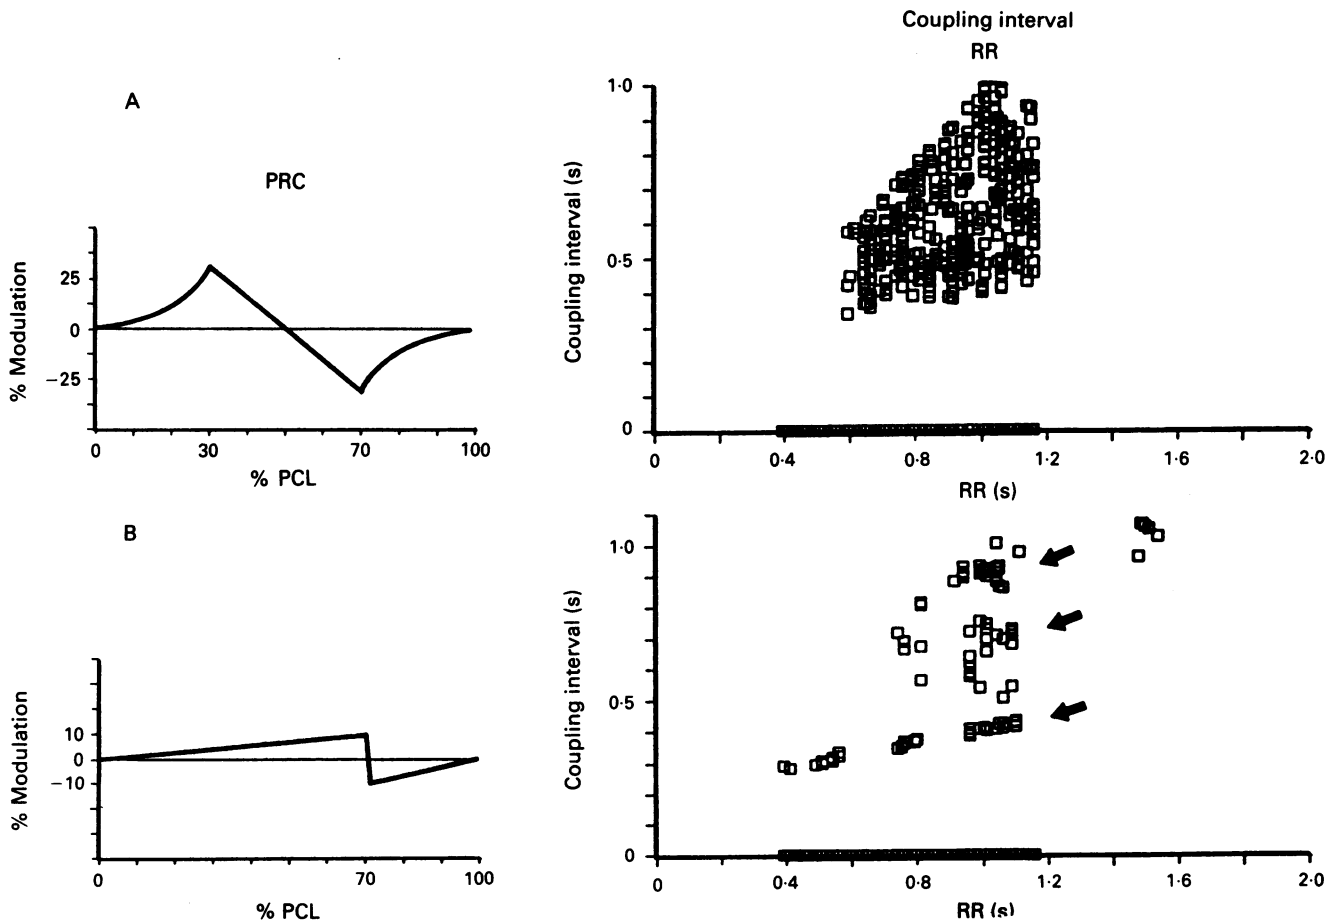 Coupling interval
RR
A
PRC
% Modulation
25
0
−25
0
30
70
100
% PCL
Coupling interval (s)
1·0
0·5
0
0
0·4
0·8
1·2
1·6
2·0
RR (s)
B
% Modulation
10
0
−10
0
70
100
% PCL
Coupling interval (s)
1·0
0·5
0
0
0·4
0·8
1·2
1·6
2·0
RR (s)